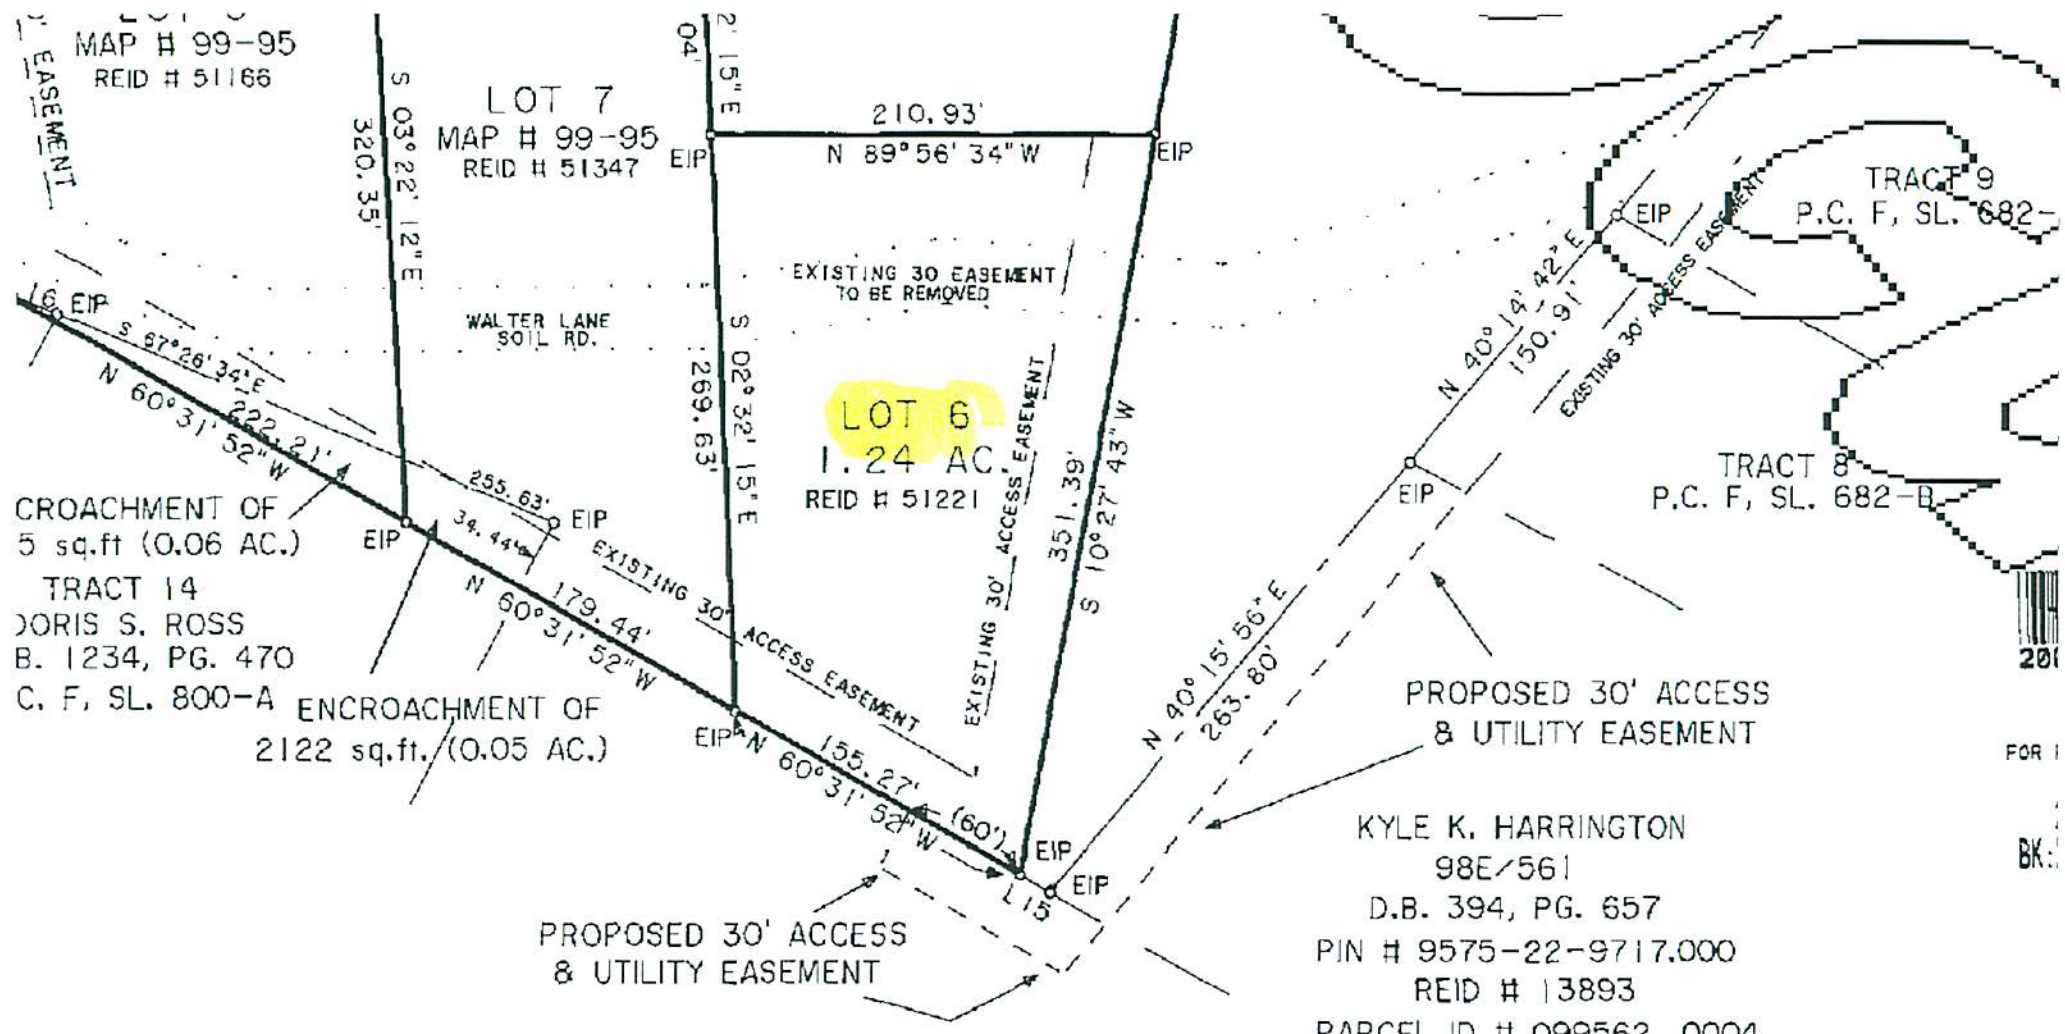 EASEMENT
MAP # 99-95
REID # 51166
S 03° 22' 12" E
320.35'
LOT 7
MAP # 99-95
REID # 51347
2' 15" E
04'
EIP
210.93'
N 89° 56' 34" W
EIP
EXISTING 30 EASEMENT
TO BE REMOVED
WALTER LANE
SOIL RD.
S 02° 32' 15" E
269.63'
LOT 6
1.24 AC.
REID # 51221
EXISTING 30' ACCESS EASEMENT
351.39'
S 10° 27' 43" W
16
EIP
S 67° 26' 34" E
222.21'
N 60° 31' 52" W
255.63'
34.44'
EIP
EIP
CROACHMENT OF
5 sq.ft (0.06 AC.)
TRACT 14
DORIS S. ROSS
B. 1234, PG. 470
C. F, SL. 800-A
ENCROACHMENT OF
2122 sq.ft. (0.05 AC.)
179.44'
N 60° 31' 52" W
EXISTING 30' ACCESS EASEMENT
EIP
155.27'
N 60° 31' 52" W
(60')
EIP
EIP
L15
PROPOSED 30' ACCESS
& UTILITY EASEMENT
N 40° 15' 56" E
263.80'
N 40° 14' 42" E
150.91'
EIP
EIP
EXISTING 30' ACCESS EASEMENT
TRACT 9
P.C. F, SL. 682-
TRACT 8
P.C. F, SL. 682-B
PROPOSED 30' ACCESS
& UTILITY EASEMENT
KYLE K. HARRINGTON
98E/561
D.B. 394, PG. 657
PIN # 9575-22-9717.000
REID # 13893
PARCEL ID # 099562 0004
200
FOR
BK: